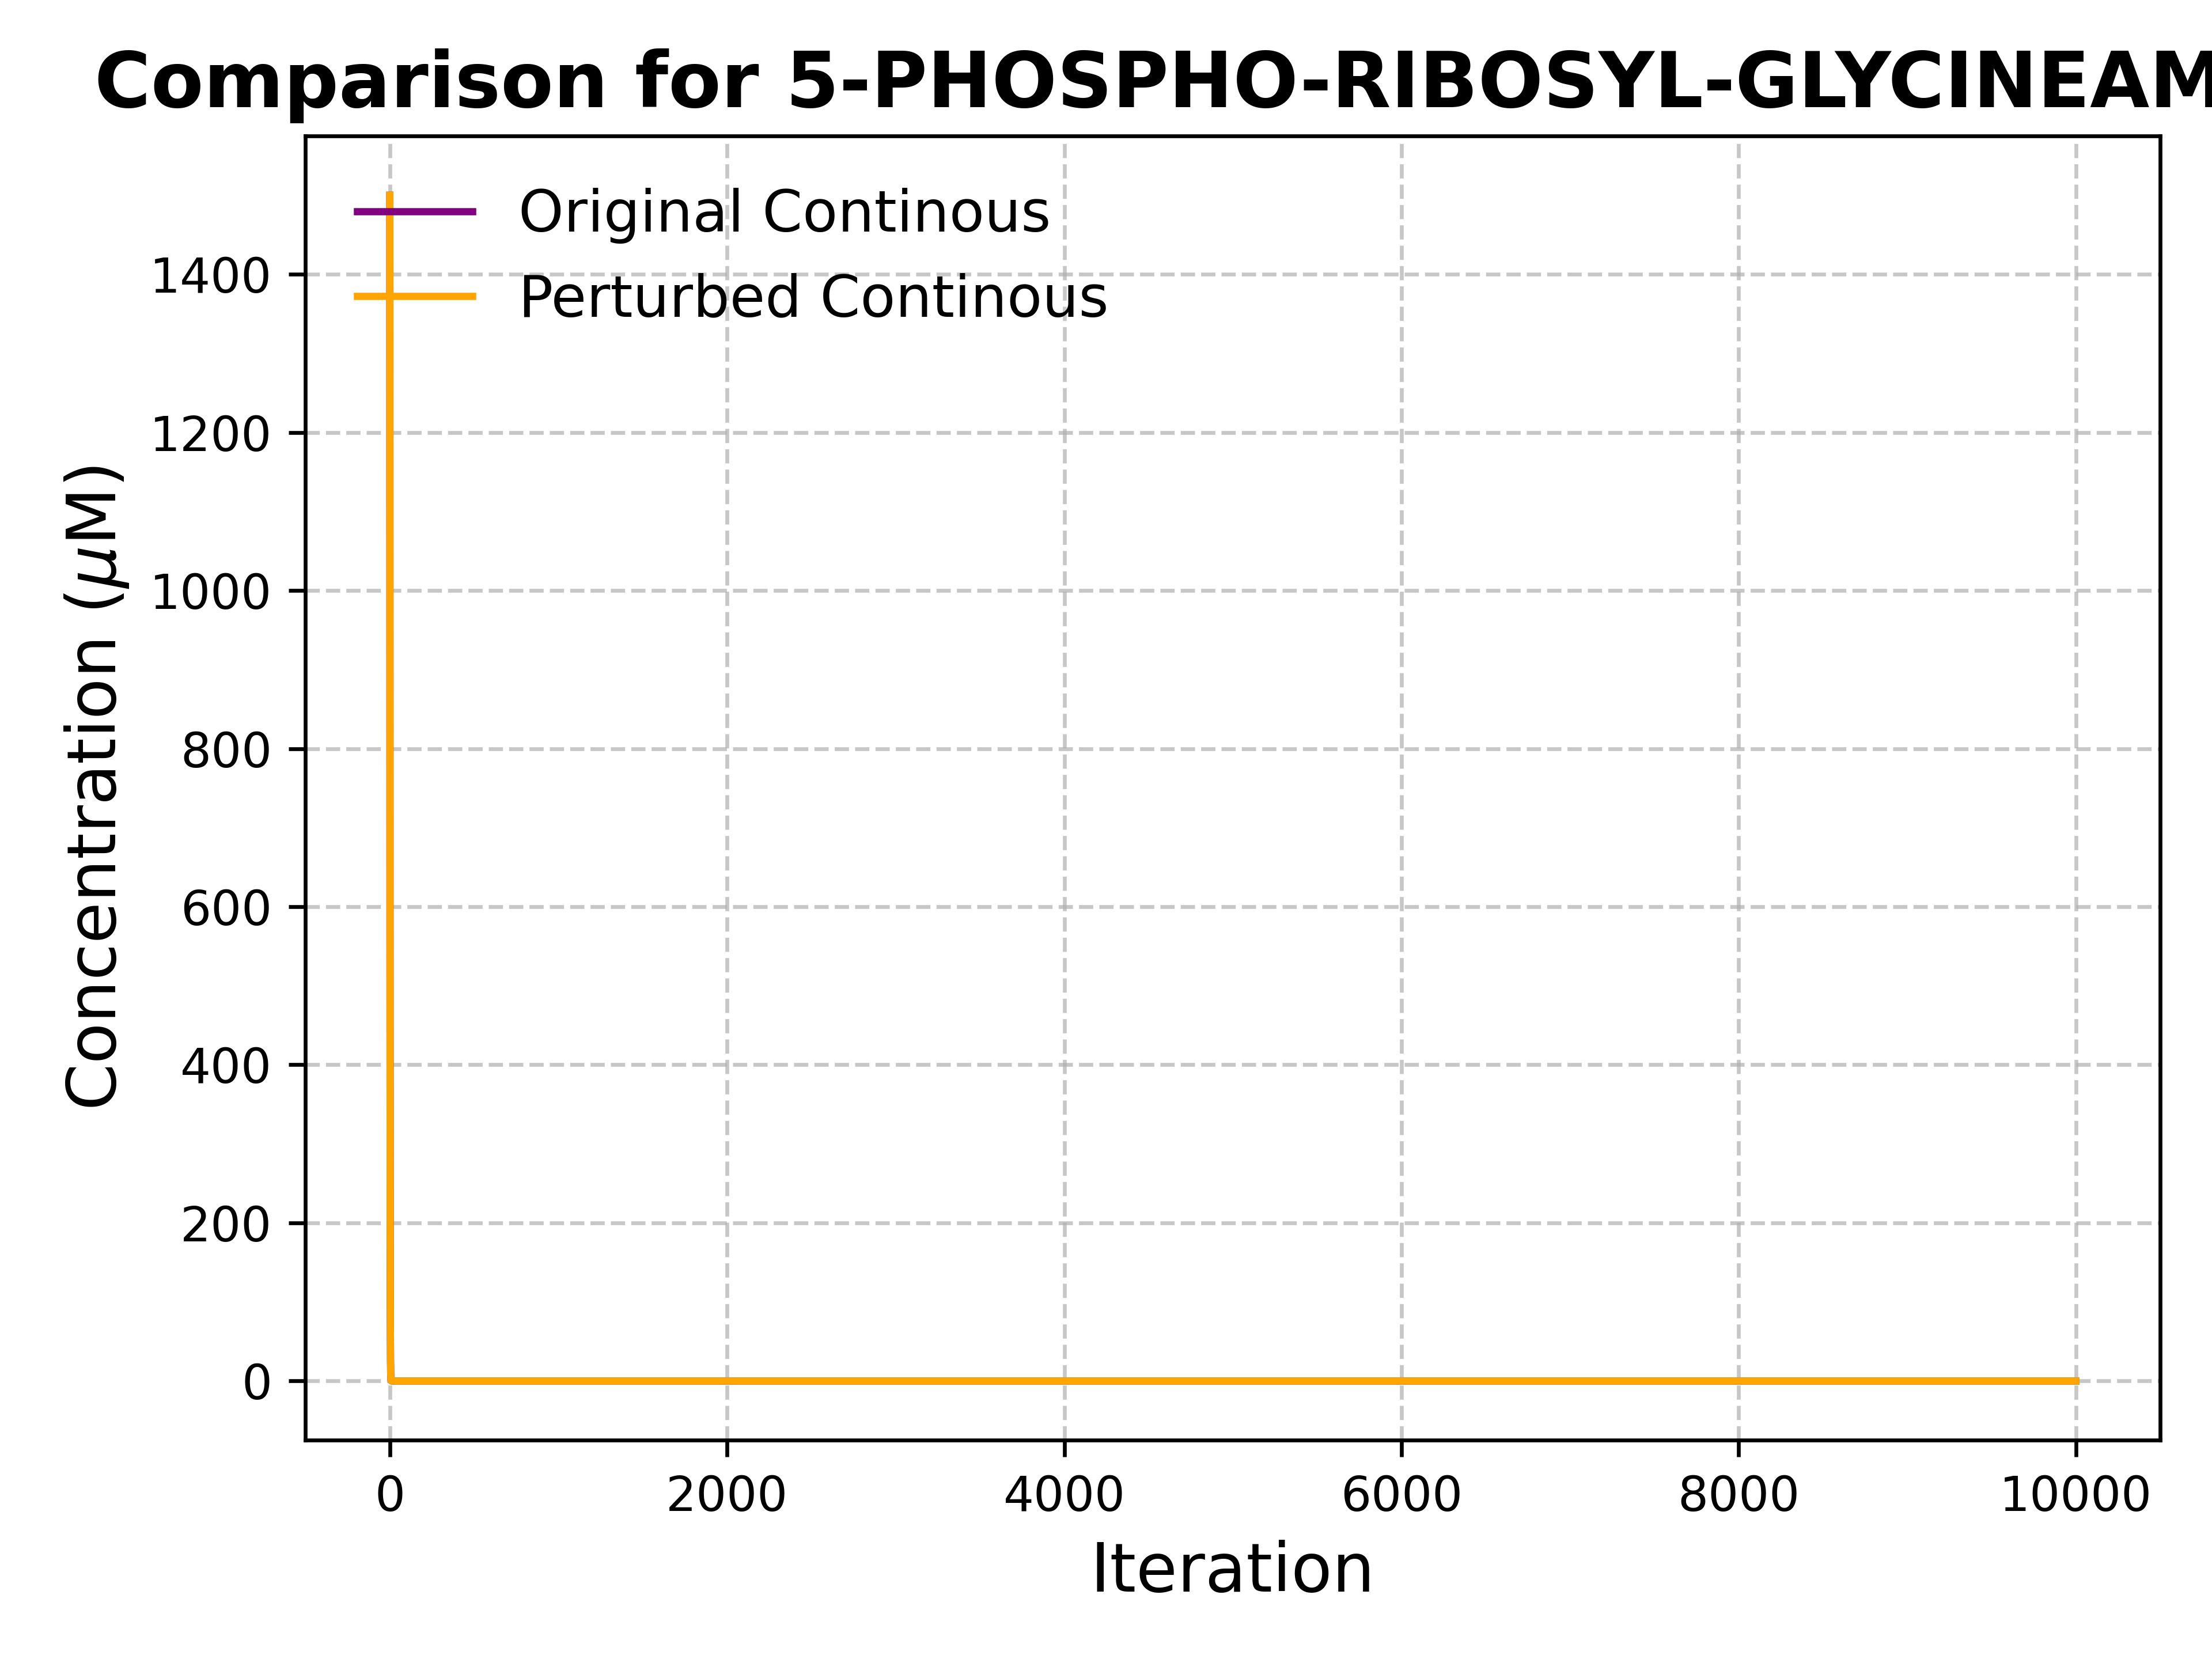 Comparison for 5-PHOSPHO-RIBOSYL-GLYCINEAM
Original Continous
Perturbed Continous
Concentration (μM)
1400
1200
1000
800
600
400
200
0
0 2000 4000 6000 8000 10000
Iteration